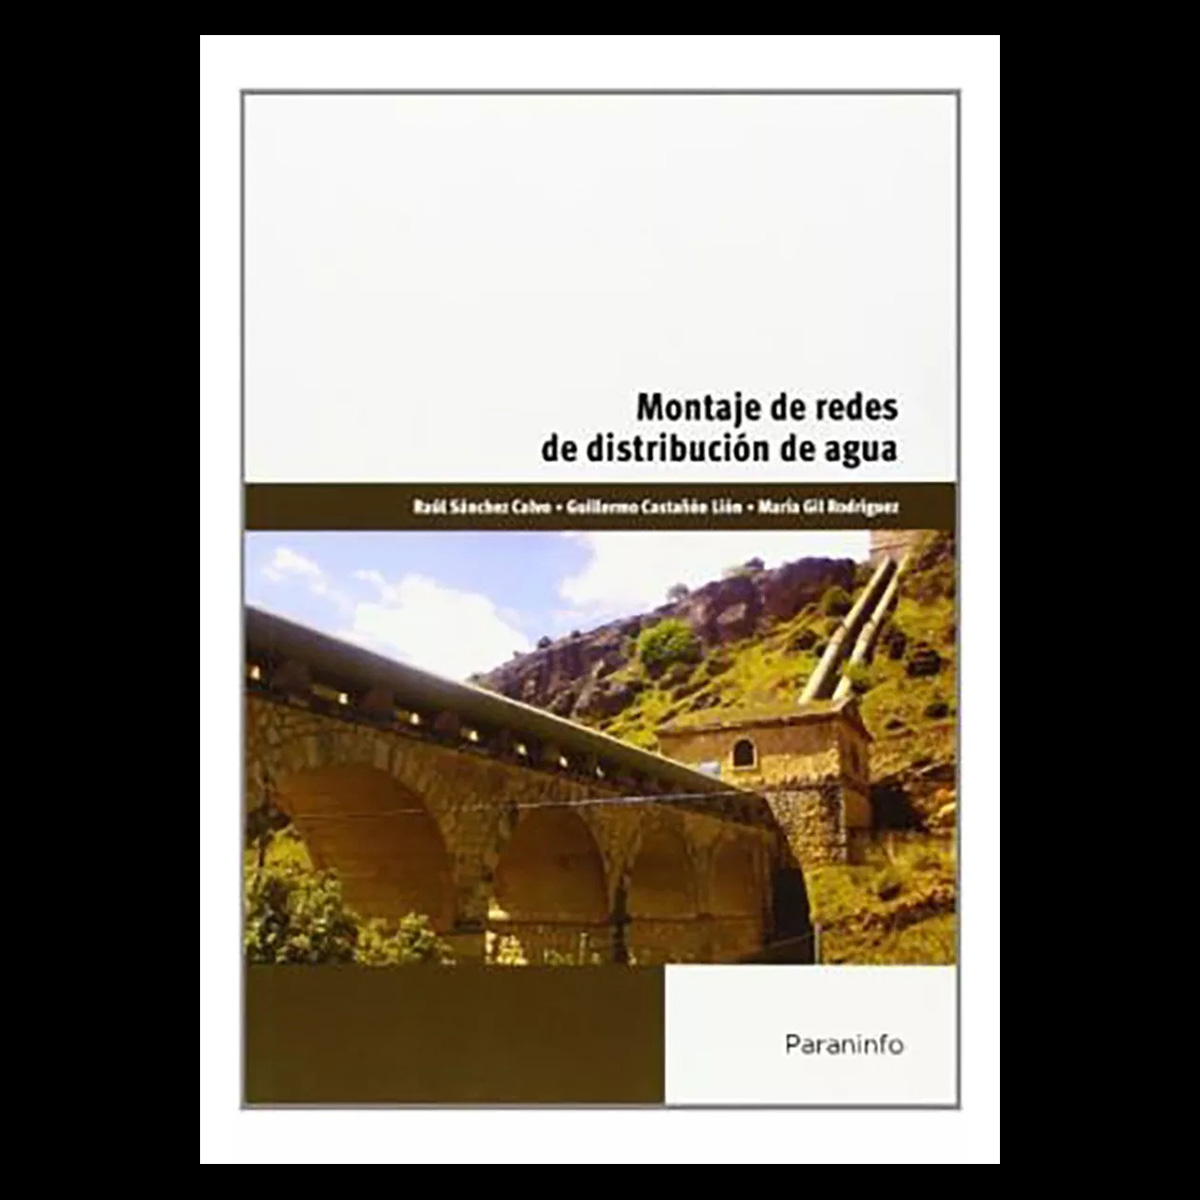 Montaje de redes
de distribución de agua
Raúl Sánchez Calvo • Guillermo Castañón Lión • María Gil Rodríguez
Paraninfo